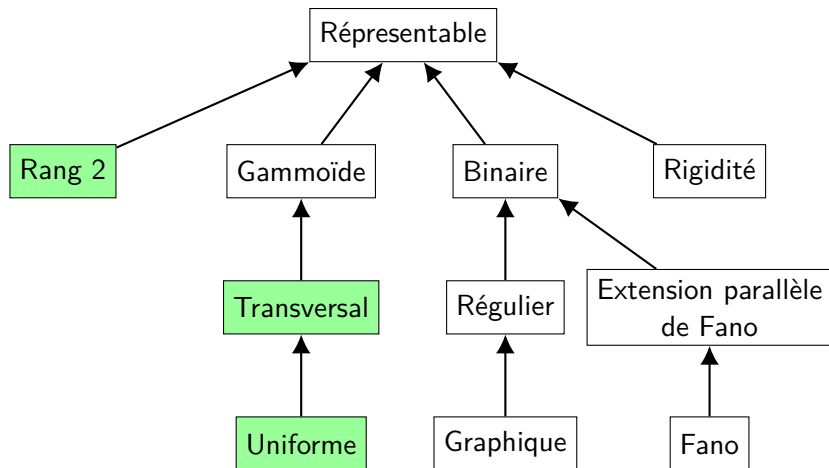 Répresentable
Rang 2
Gammoïde
Binaire
Rigidité
Transversal
Régulier
Extension parallèle
de Fano
Uniforme
Graphique
Fano